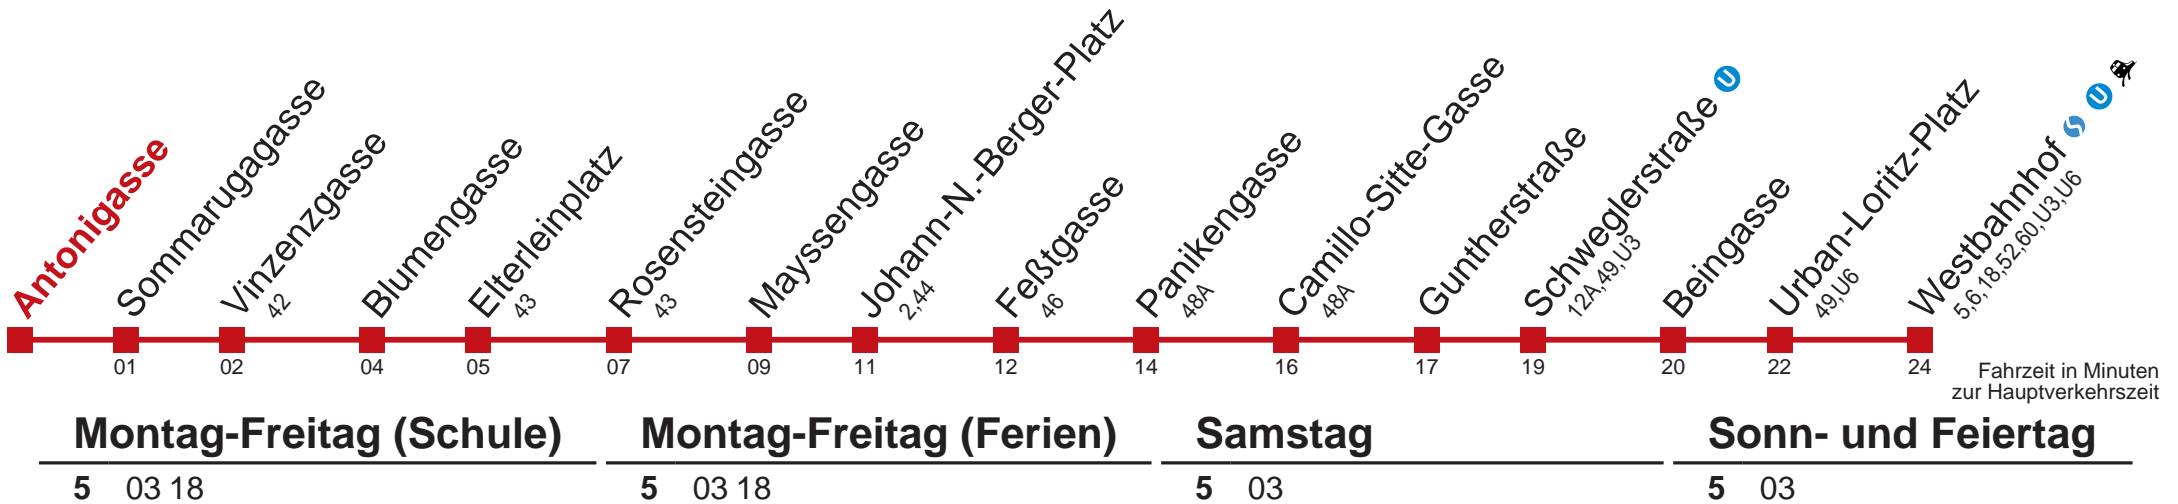 Antonigasse
Sommarugagasse
Vinzenzgasse
42
Blumengasse
Elterleinplatz
43
Rosensteingasse
43
Mayssengasse
Johann-N.-Berger-Platz
2,44
Feßtgasse
46
Panikengasse
48A
Camillo-Sitte-Gasse
48A
Guntherstraße
Schweglerstraße U
12A,49,U3
Beingasse
Urban-Loritz-Platz
49,U6
Westbahnhof S U
5,6,18,52,60,U3,U6
01 02 04 05 07 09 11 12 14 16 17 19 20 22 24
Fahrzeit in Minuten
zur Hauptverkehrszeit
Montag-Freitag (Schule) Montag-Freitag (Ferien) Samstag Sonn- und Feiertag
5 03 18 5 03 18 5 03 5 03